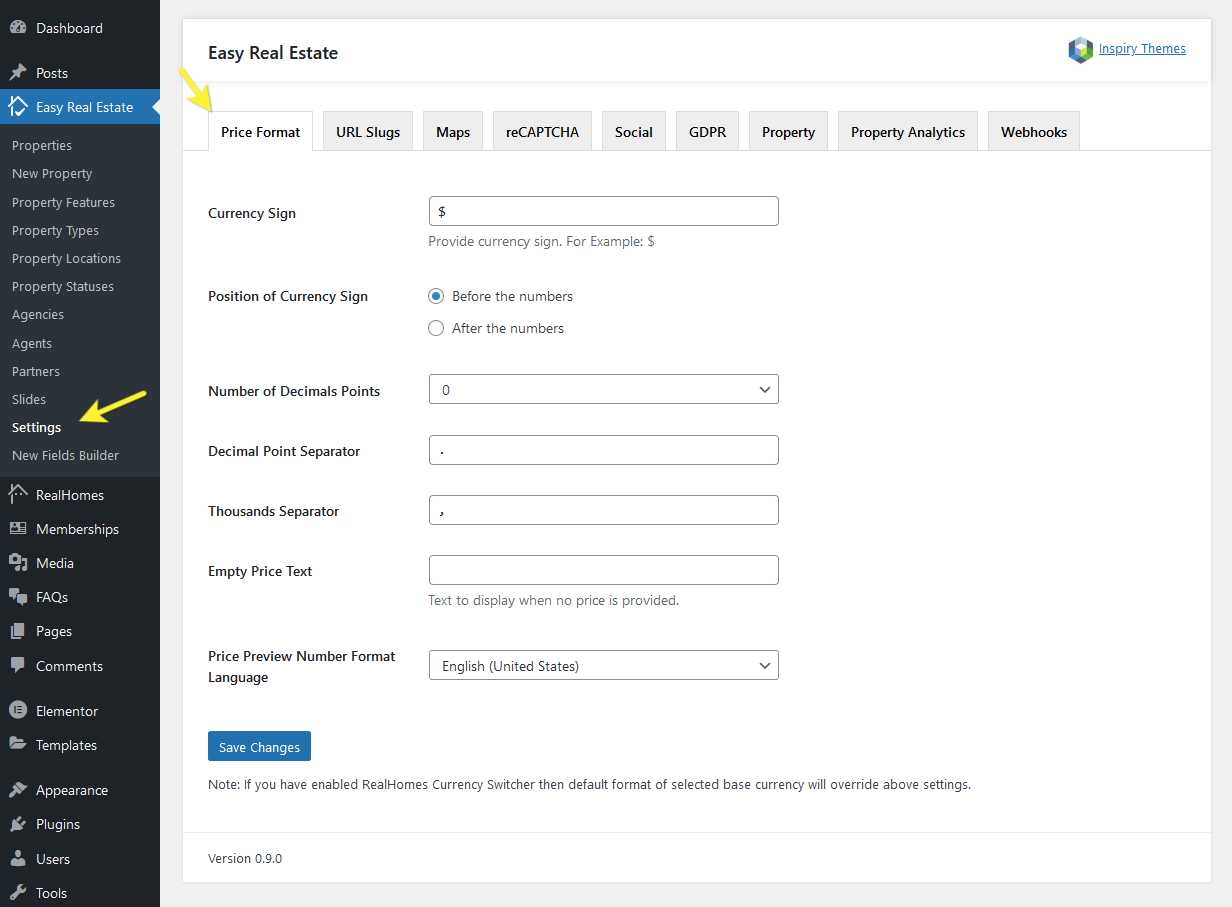 Dashboard
Posts
Easy Real Estate
Properties
New Property
Property Features
Property Types
Property Locations
Property Statuses
Agencies
Agents
Partners
Slides
Settings
New Fields Builder
RealHomes
Memberships
Media
FAQs
Pages
Comments
Elementor
Templates
Appearance
Plugins
Users
Tools
Easy Real Estate
Inspiry Themes
Price Format URL Slugs Maps reCAPTCHA Social GDPR Property Property Analytics Webhooks
Currency Sign
$
Provide currency sign. For Example: $
Position of Currency Sign
Before the numbers
After the numbers
Number of Decimals Points
0
Decimal Point Separator
.
Thousands Separator
,
Empty Price Text
Text to display when no price is provided.
Price Preview Number Format
Language
English (United States)
Save Changes
Note: If you have enabled RealHomes Currency Switcher then default format of selected base currency will override above settings.
Version 0.9.0